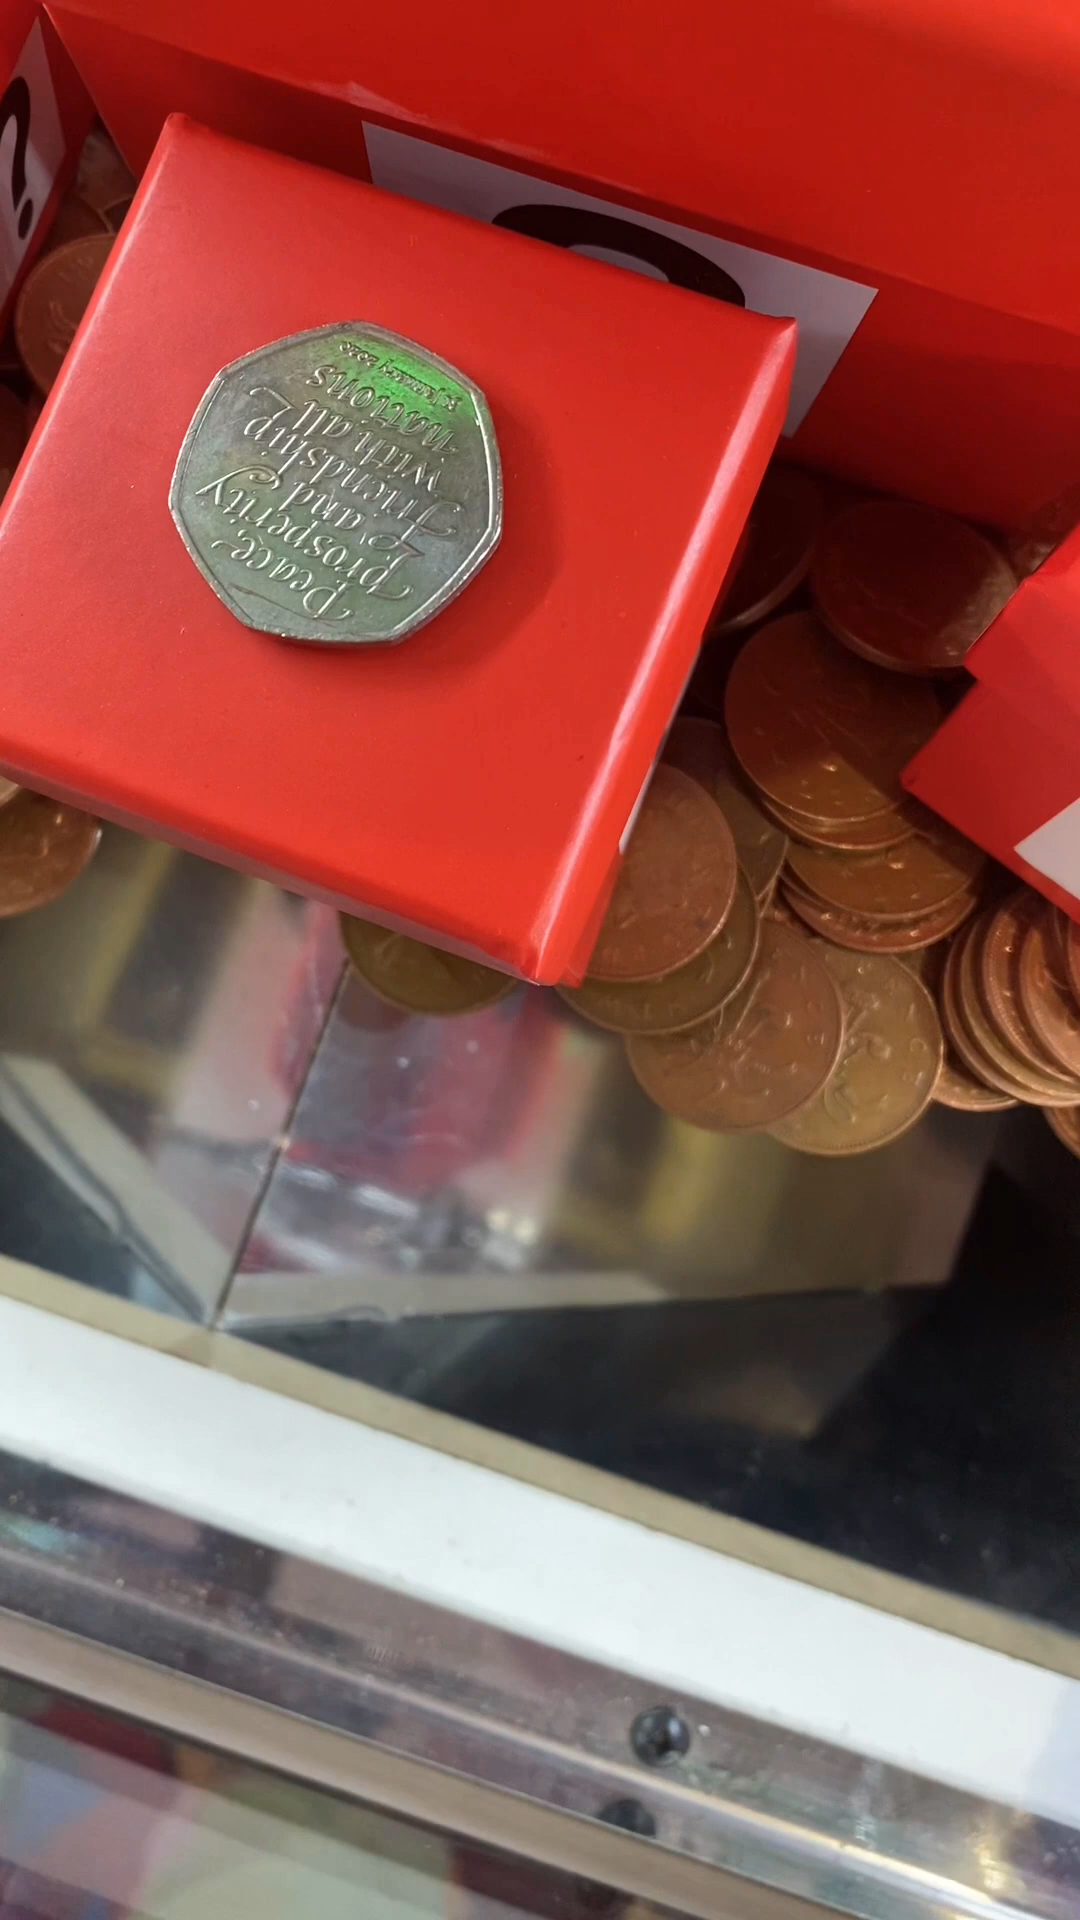 Peace,
prosperity
and
friendship
with all
nations
31 January 2020
?